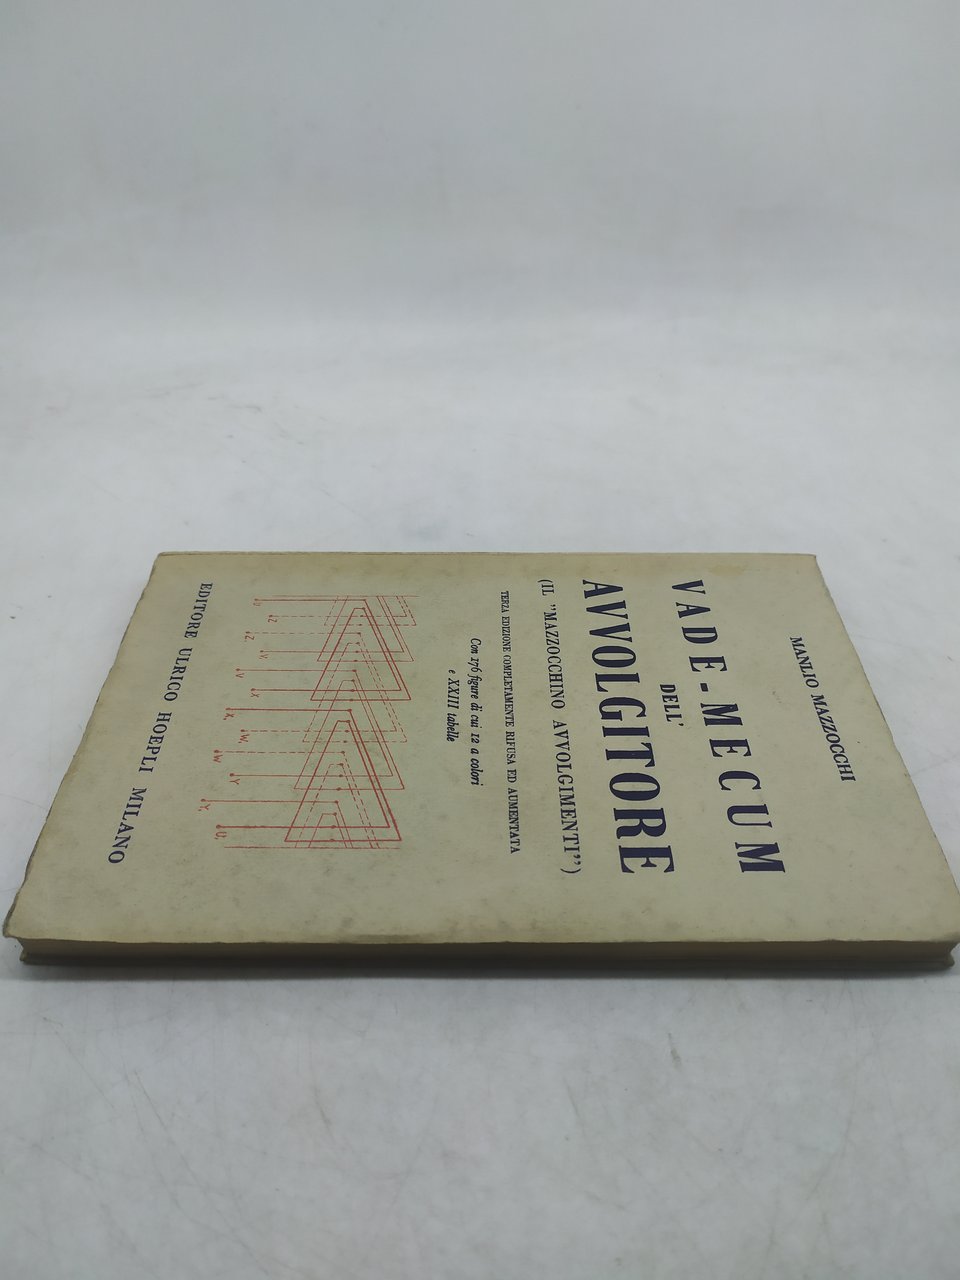 MANLIO MAZZOCCHI
VADE-MECUM
DELL'
AVVOLGITORE
(IL "MAZZOCCHINO AVVOLGIMENTI")
TERZA EDIZIONE COMPLETAMENTE RIFUSA ED AUMENTATA
Con 176 figure di cui 12 a colori
e XXIII tabelle
EDITORE ULRICO HOEPLI MILANO